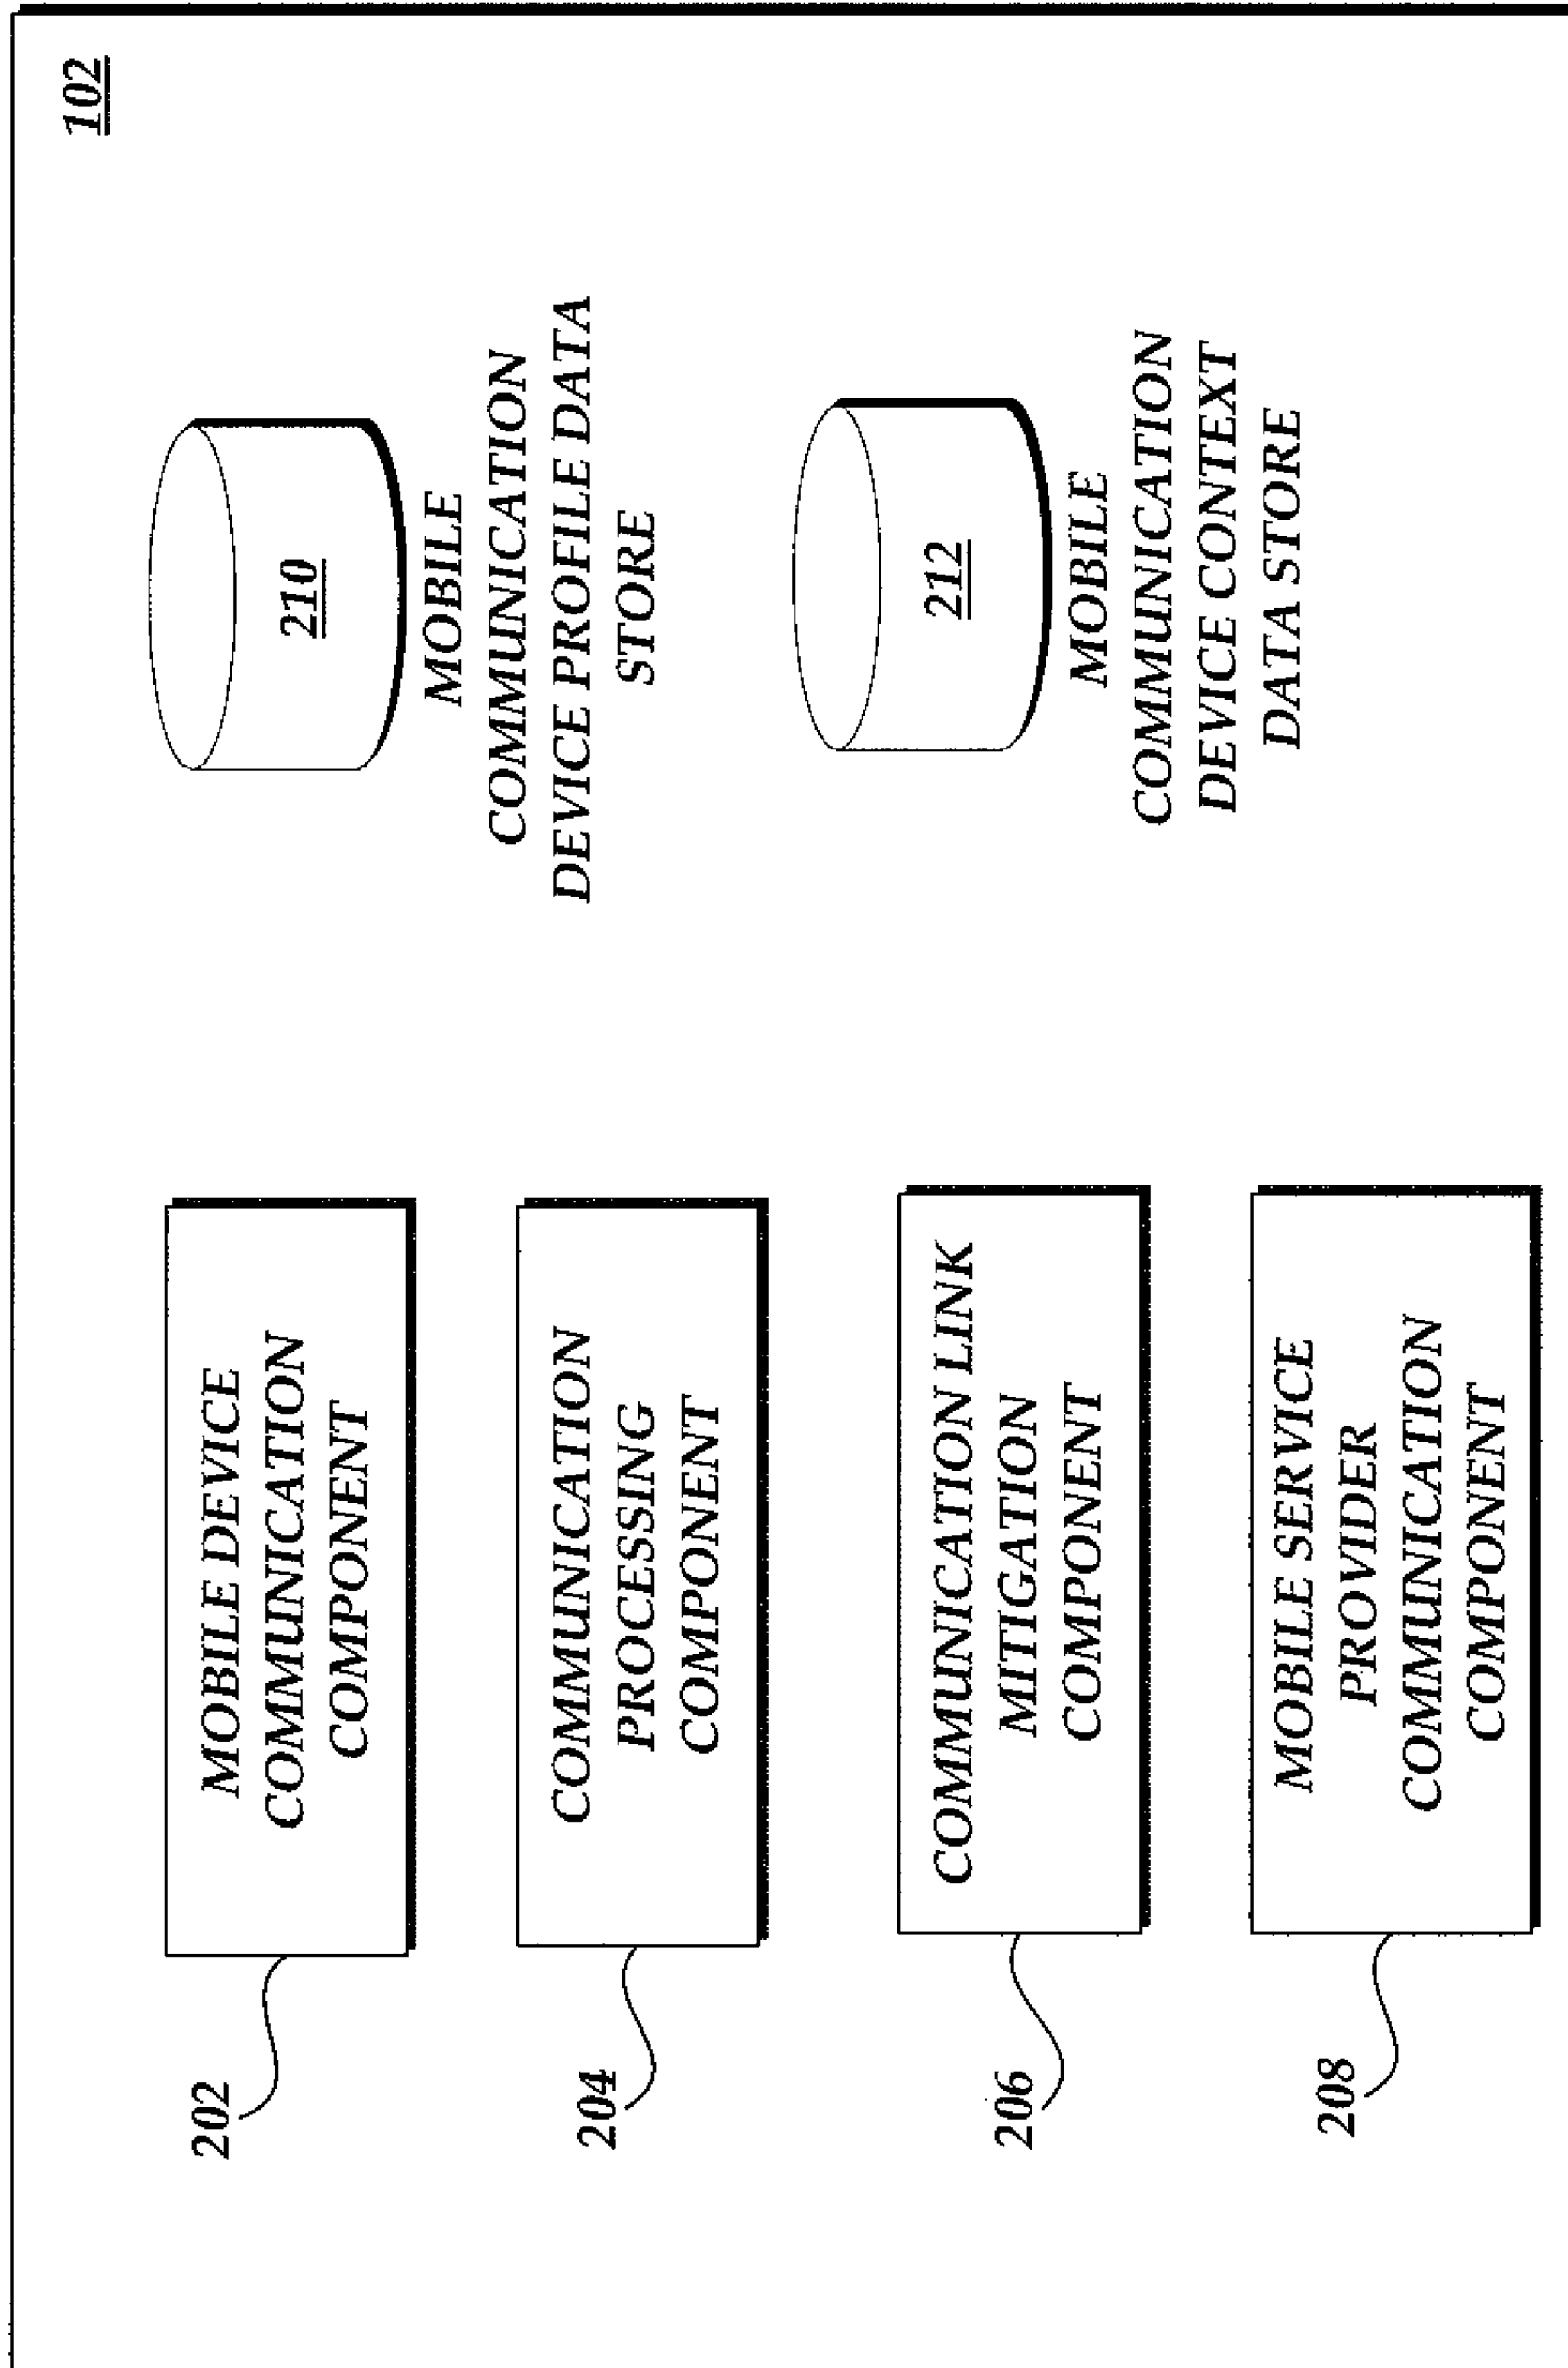 102
202
MOBILE DEVICE
COMMUNICATION
COMPONENT
204
COMMUNICATION
PROCESSING
COMPONENT
206
COMMUNICATION LINK
MITIGATION
COMPONENT
208
MOBILE SERVICE
PROVIDER
COMMUNICATION
COMPONENT
210
MOBILE
COMMUNICATION
DEVICE PROFILE DATA
STORE
212
MOBILE
COMMUNICATION
DEVICE CONTEXT
DATA STORE